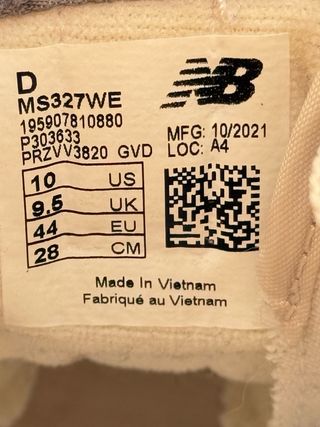 D
MS327WE
195907810880
P303633
PRZVV3820 GVD
NB
MFG: 10/2021
LOC: A4
10 US
9.5 UK
44 EU
28 CM
Made In Vietnam
Fabriqué au Vietnam